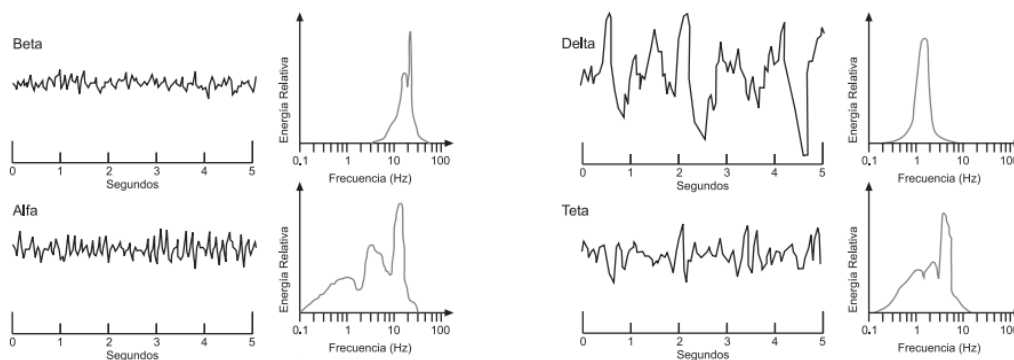 Beta
Energía Relativa
0 1 2 3 4 5
Segundos
0.1 1 10 100
Frecuencia (Hz)
Delta
Energía Relativa
0 1 2 3 4 5
Segundos
0.1 1 10 100
Frecuencia (Hz)
Alfa
Energía Relativa
0 1 2 3 4 5
Segundos
0.1 1 10 100
Frecuencia (Hz)
Teta
Energía Relativa
0 1 2 3 4 5
Segundos
0.1 1 10 100
Frecuencia (Hz)